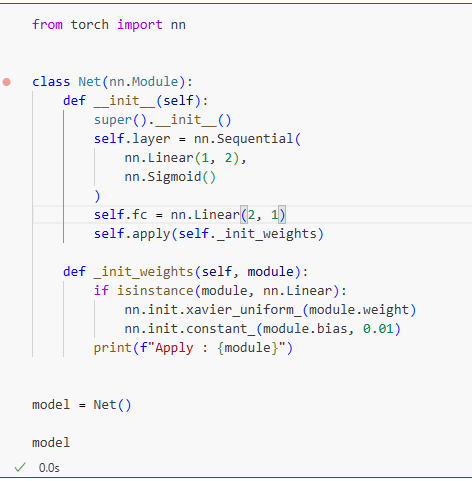 from torch import nn
class Net(nn.Module):
    def __init__(self):
        super().__init__()
        self.layer = nn.Sequential(
            nn.Linear(1, 2),
            nn.Sigmoid()
        )
        self.fc = nn.Linear(2, 1)
        self.apply(self._init_weights)
    def _init_weights(self, module):
        if isinstance(module, nn.Linear):
            nn.init.xavier_uniform_(module.weight)
            nn.init.constant_(module.bias, 0.01)
        print(f"Apply : {module}")
model = Net()
model
0.0s